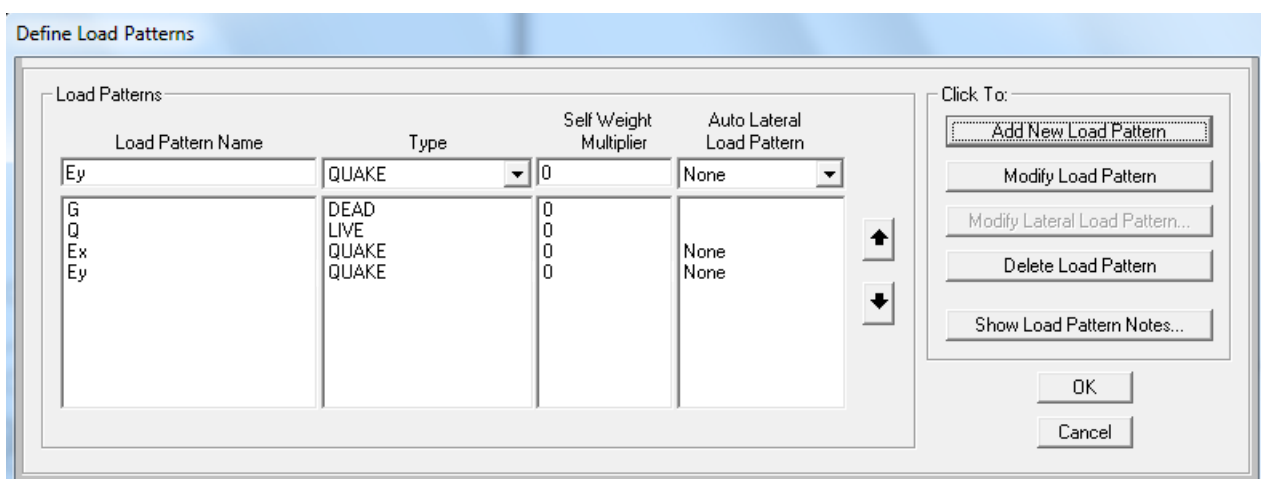 Define Load Patterns
Load Patterns
Click To:
Load Pattern Name Type Self Weight Multiplier Auto Lateral Load Pattern
Ey QUAKE 0 None
G DEAD 0
Q LIVE 0
Ex QUAKE 0 None
Ey QUAKE 0 None
Add New Load Pattern
Modify Load Pattern
Modify Lateral Load Pattern...
Delete Load Pattern
Show Load Pattern Notes...
OK
Cancel